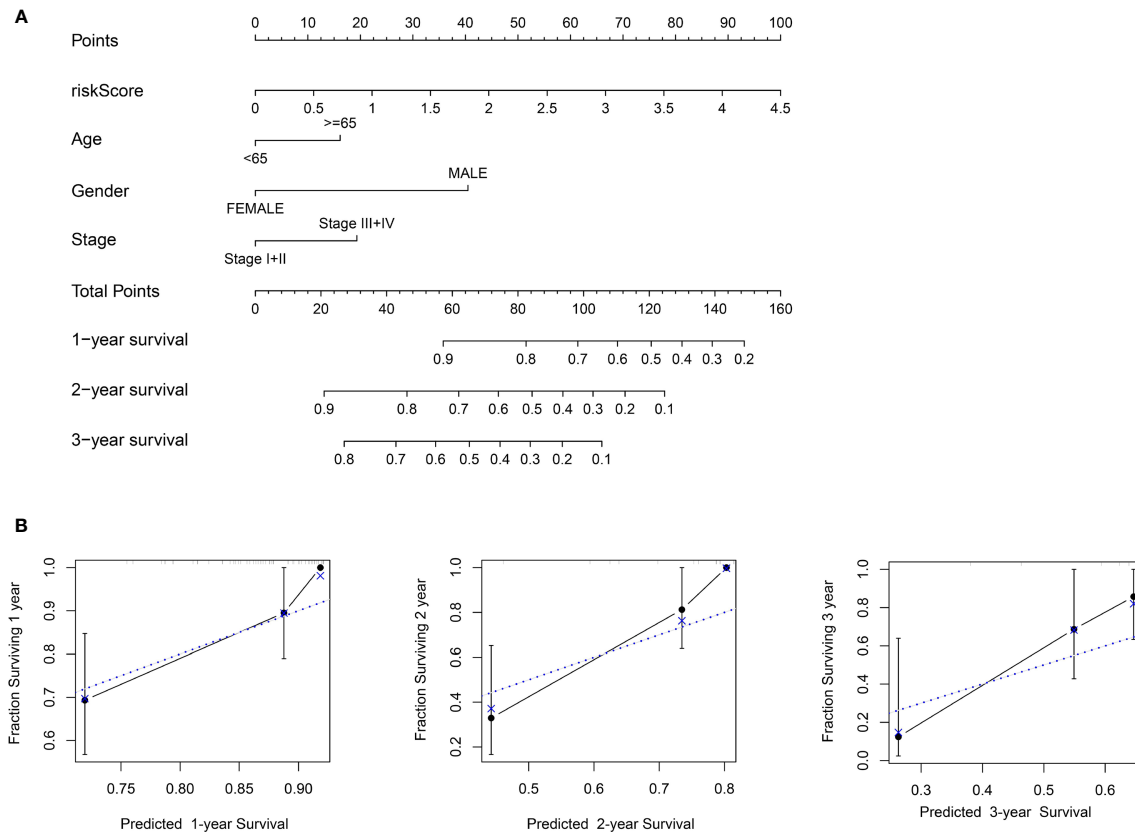 A
0 10 20 30 40 50 60 70 80 90 100
Points
riskScore
0 0.5 1 1.5 2 2.5 3 3.5 4 4.5
>=65
Age
<65
MALE
Gender
FEMALE
Stage III+IV
Stage
Stage I+II
Total Points
0 20 40 60 80 100 120 140 160
1−year survival
0.9 0.8 0.7 0.6 0.5 0.4 0.3 0.2
2−year survival
0.9 0.8 0.7 0.6 0.5 0.4 0.3 0.2 0.1
3−year survival
0.8 0.7 0.6 0.5 0.4 0.3 0.2 0.1
B
Fraction Surviving 1 year
1.0
0.9
0.8
0.7
0.6
0.75 0.80 0.85 0.90
Predicted 1-year Survival
Fraction Surviving 2 year
1.0
0.8
0.6
0.4
0.2
0.5 0.6 0.7 0.8
Predicted 2-year Survival
Fraction Surviving 3 year
1.0
0.8
0.6
0.4
0.2
0.0
0.3 0.4 0.5 0.6
Predicted 3-year Survival